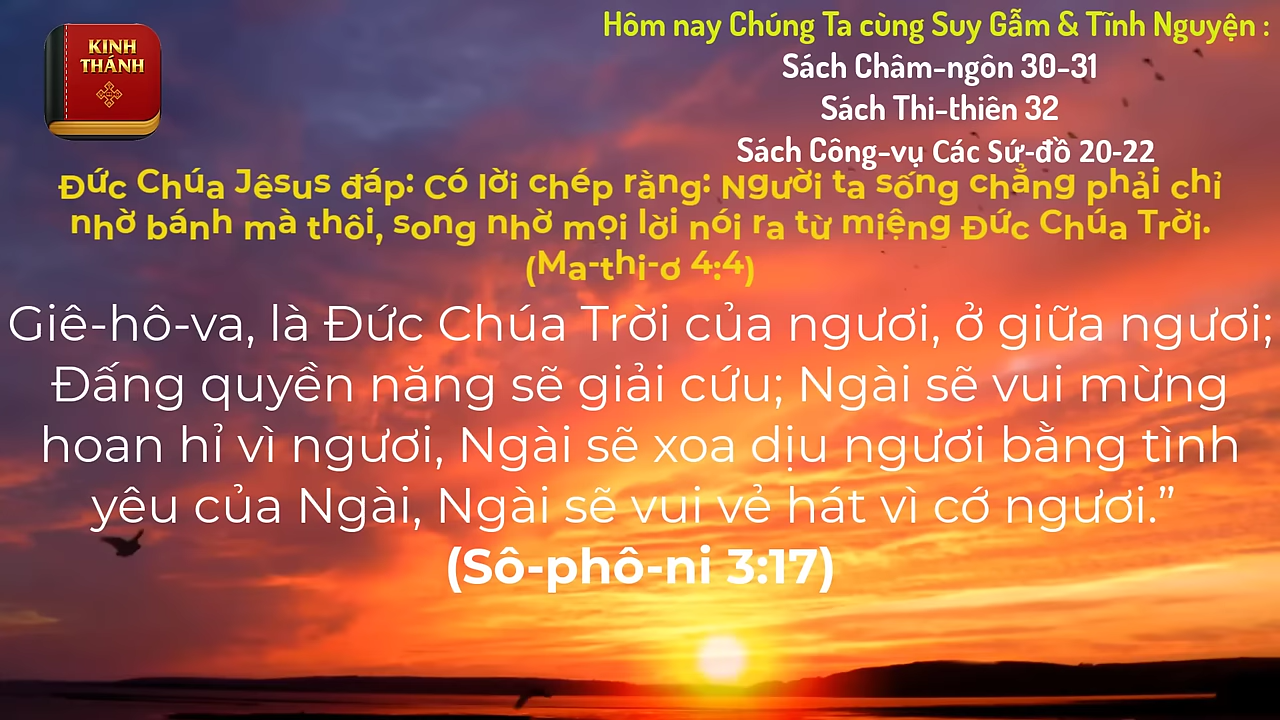 KINH
THÁNH
Hôm nay Chúng Ta cùng Suy Gẫm & Tĩnh Nguyện :
Sách Châm-ngôn 30-31
Sách Thi-thiên 32
Sách Công-vụ Các Sứ-đồ 20-22
Đức Chúa Jêsus đáp: Có lời chép rằng: Người ta sống chẳng phải chỉ
nhờ bánh mà thôi, song nhờ mọi lời nói ra từ miệng Đức Chúa Trời.
(Ma-thi-ơ 4:4)
Giê-hô-va, là Đức Chúa Trời của ngươi, ở giữa ngươi;
Đấng quyền năng sẽ giải cứu; Ngài sẽ vui mừng
hoan hỉ vì ngươi, Ngài sẽ xoa dịu ngươi bằng tình
yêu của Ngài, Ngài sẽ vui vẻ hát vì cớ ngươi.”
(Sô-phô-ni 3:17)